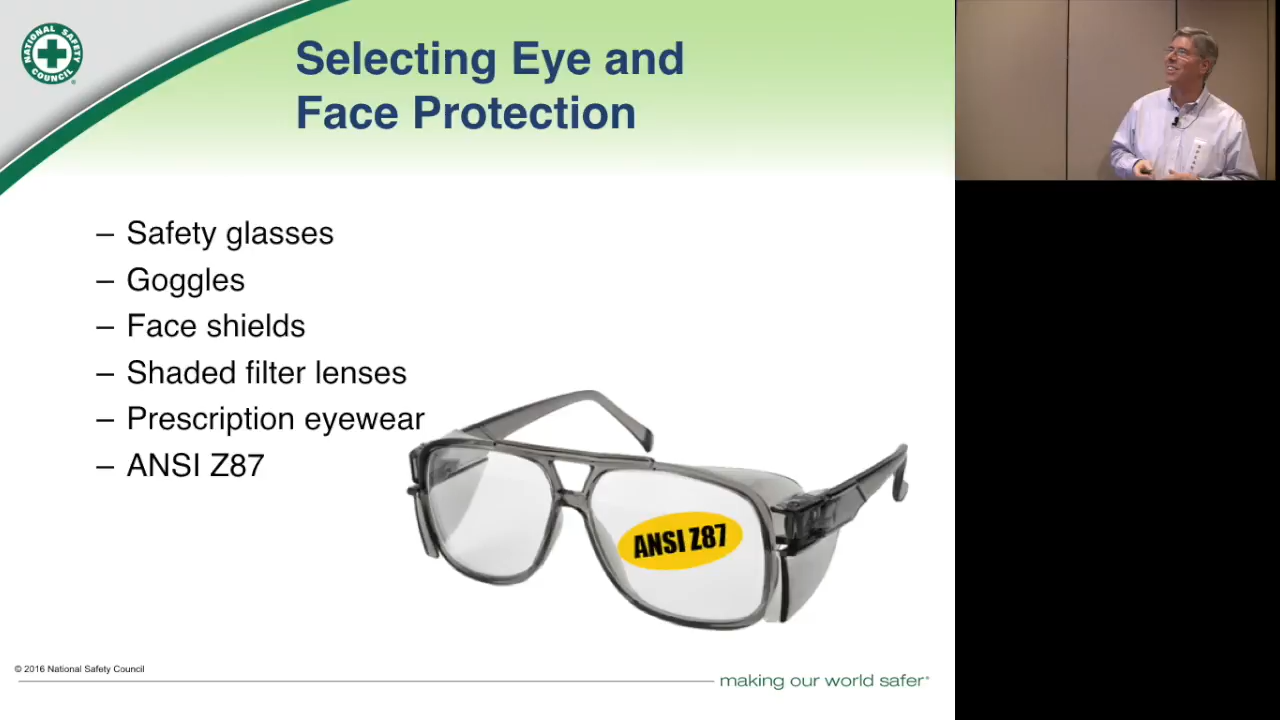 NATIONAL SAFETY
COUNCIL
Selecting Eye and
Face Protection
– Safety glasses
– Goggles
– Face shields
– Shaded filter lenses
– Prescription eyewear
– ANSI Z87
ANSI Z87
© 2016 National Safety Council
making our world safer®